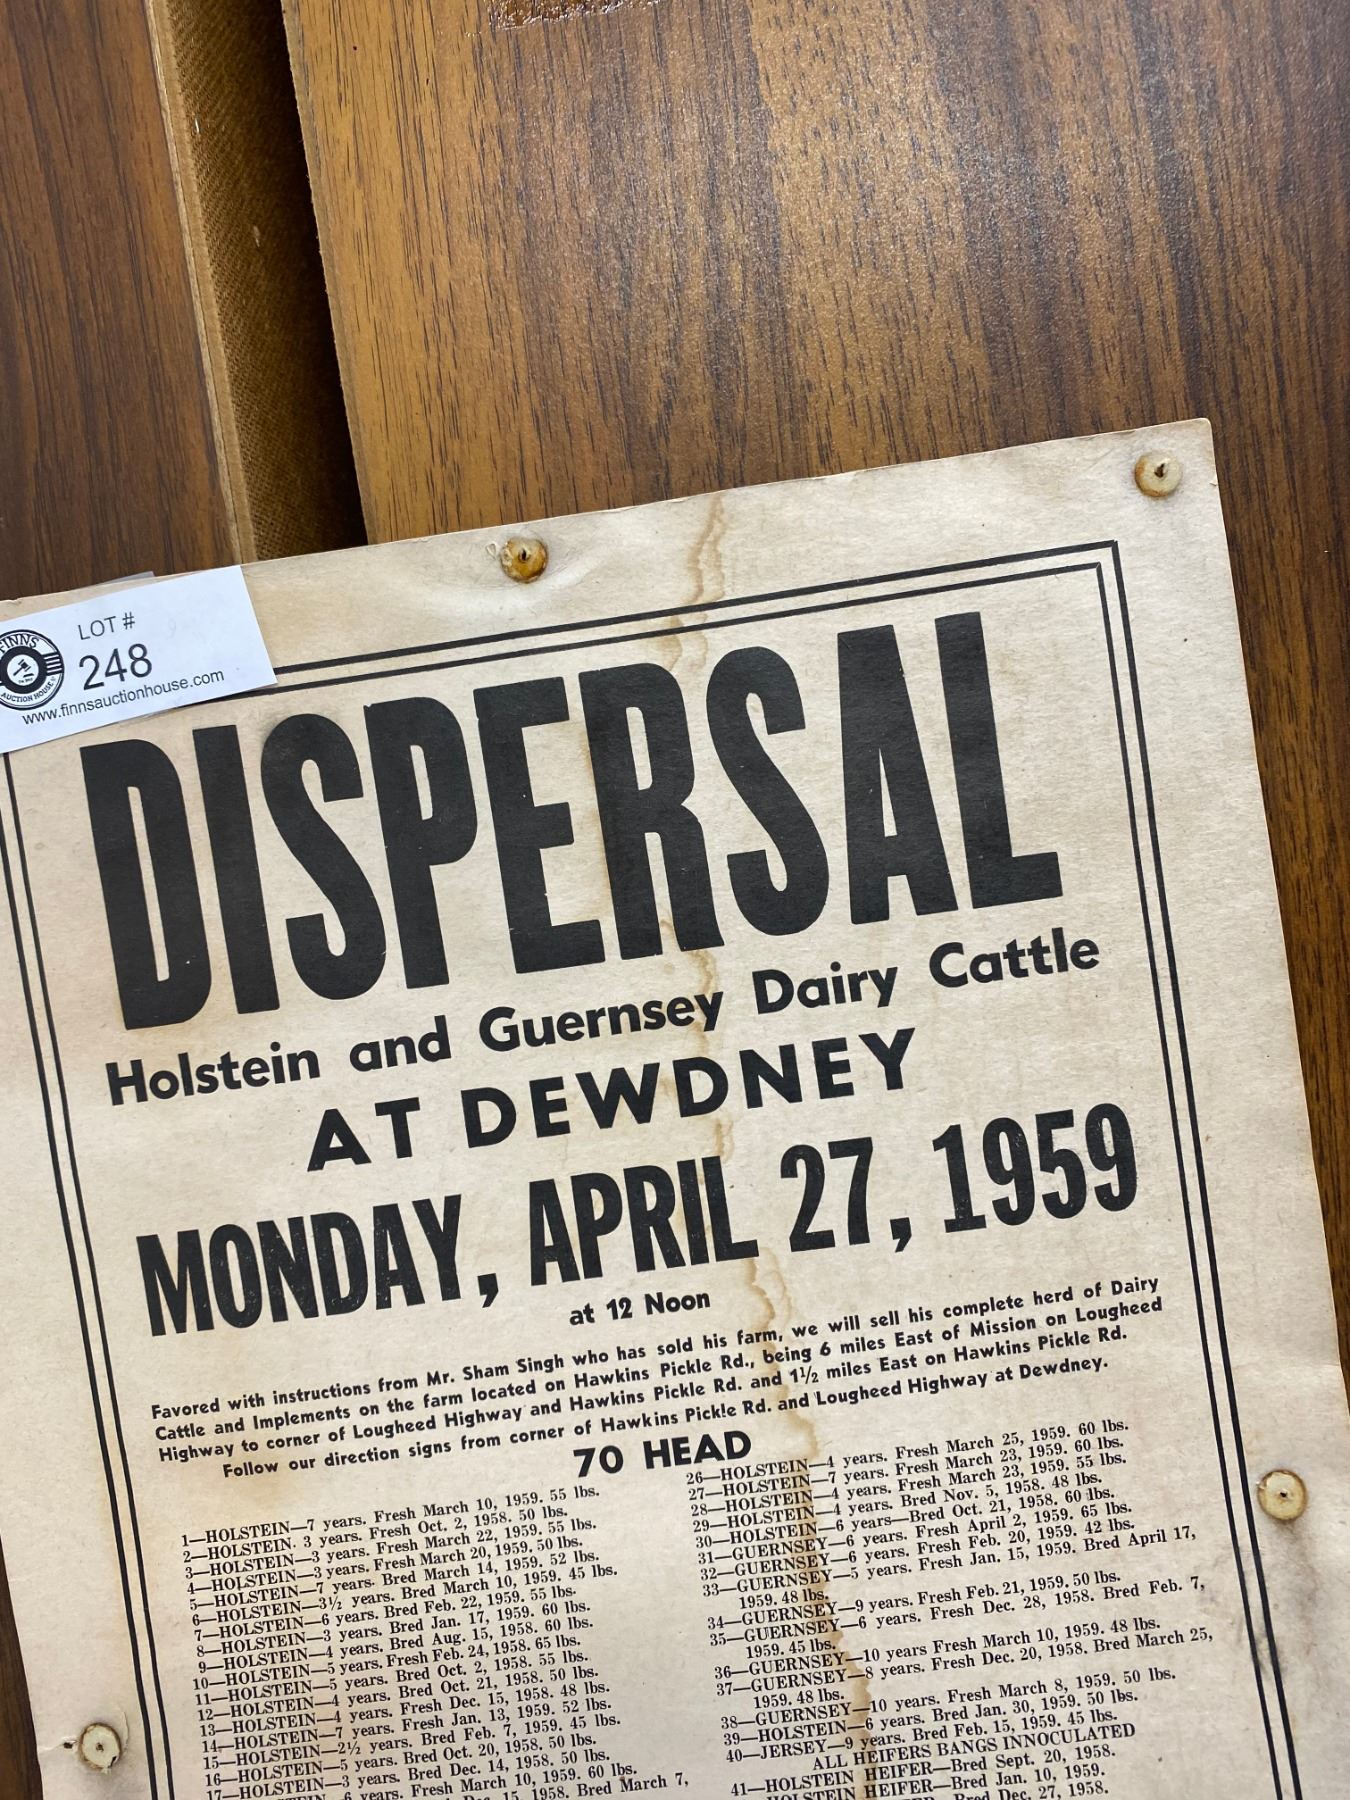 FINNS
AUCTION HOUSE
LOT #
248
www.finnsauctionhouse.com
DISPERSAL
Holstein and Guernsey Dairy Cattle
AT DEWDNEY
MONDAY, APRIL 27, 1959
at 12 Noon
Favored with instructions from Mr. Sham Singh who has sold his farm, we will sell his complete herd of Dairy
Cattle and Implements on the farm located on Hawkins Pickle Rd., being 6 miles East of Mission on Lougheed
Highway to corner of Lougheed Highway and Hawkins Pickle Rd. and 1½ miles East on Hawkins Pickle Rd.
Follow our direction signs from corner of Hawkins Pickle Rd. and Lougheed Highway at Dewdney.
70 HEAD
1—HOLSTEIN—7 years. Fresh March 10, 1959. 55 lbs.
2—HOLSTEIN. 3 years. Fresh Oct. 2, 1958. 50 lbs.
3—HOLSTEIN—3 years. Fresh March 22, 1959. 55 lbs.
4—HOLSTEIN—3 years. Fresh March 20, 1959. 50 lbs.
5—HOLSTEIN—7 years. Bred March 14, 1959. 52 lbs.
6—HOLSTEIN—3½ years. Bred March 10, 1959. 45 lbs.
7—HOLSTEIN—6 years. Bred Feb. 22, 1959. 55 lbs.
8—HOLSTEIN—3 years. Bred Jan. 17, 1959. 60 lbs.
9—HOLSTEIN—4 years. Bred Aug. 15, 1958. 60 lbs.
10—HOLSTEIN—5 years. Fresh Feb. 24, 1958. 65 lbs.
11—HOLSTEIN—5 years. Bred Oct. 2, 1958. 55 lbs.
12—HOLSTEIN—4 years. Bred Oct. 21, 1958. 50 lbs.
13—HOLSTEIN—4 years. Fresh Dec. 15, 1958. 48 lbs.
14—HOLSTEIN—7 years. Fresh Jan. 13, 1959. 52 lbs.
15—HOLSTEIN—2½ years. Bred Feb. 7, 1959. 45 lbs.
16—HOLSTEIN—5 years. Bred Oct. 20, 1958. 50 lbs.
17—HOLSTEIN—3 years. Bred Dec. 14, 1958. 50 lbs.
6 years. Fresh March 10, 1959. 60 lbs.
15, 1958. Bred March 7,
26—HOLSTEIN—4 years. Fresh March 25, 1959. 60 lbs.
27—HOLSTEIN—7 years. Fresh March 23, 1959. 60 lbs.
28—HOLSTEIN—4 years. Fresh March 23, 1959. 55 lbs.
29—HOLSTEIN—4 years. Bred Nov. 5, 1958. 48 lbs.
30—HOLSTEIN—6 years—Bred Oct. 21, 1958. 60 lbs.
31—GUERNSEY—6 years. Fresh April 2, 1959. 65 lbs.
32—GUERNSEY—6 years. Fresh Feb. 20, 1959. 42 lbs.
33—GUERNSEY—5 years. Fresh Jan. 15, 1959. Bred April 17,
1959. 48 lbs.
34—GUERNSEY—9 years. Fresh Feb. 21, 1959. 50 lbs.
35—GUERNSEY—6 years. Fresh Dec. 28, 1958. Bred Feb. 7,
1959. 45 lbs.
36—GUERNSEY—10 years Fresh March 10, 1959. 48 lbs.
37—GUERNSEY—8 years. Fresh Dec. 20, 1958. Bred March 25,
1959. 48 lbs.
38—GUERNSEY—10 years. Fresh March 8, 1959. 50 lbs.
39—HOLSTEIN—6 years. Bred Jan. 30, 1959. 50 lbs.
40—JERSEY—9 years. Bred Feb. 15, 1959. 45 lbs.
ALL HEIFERS BANGS INNOCULATED
41—HOLSTEIN HEIFER—Bred Sept. 20, 1958.
HOLSTEIN HEIFER—Bred Jan. 10, 1959.
Bred Dec. 27, 1958.